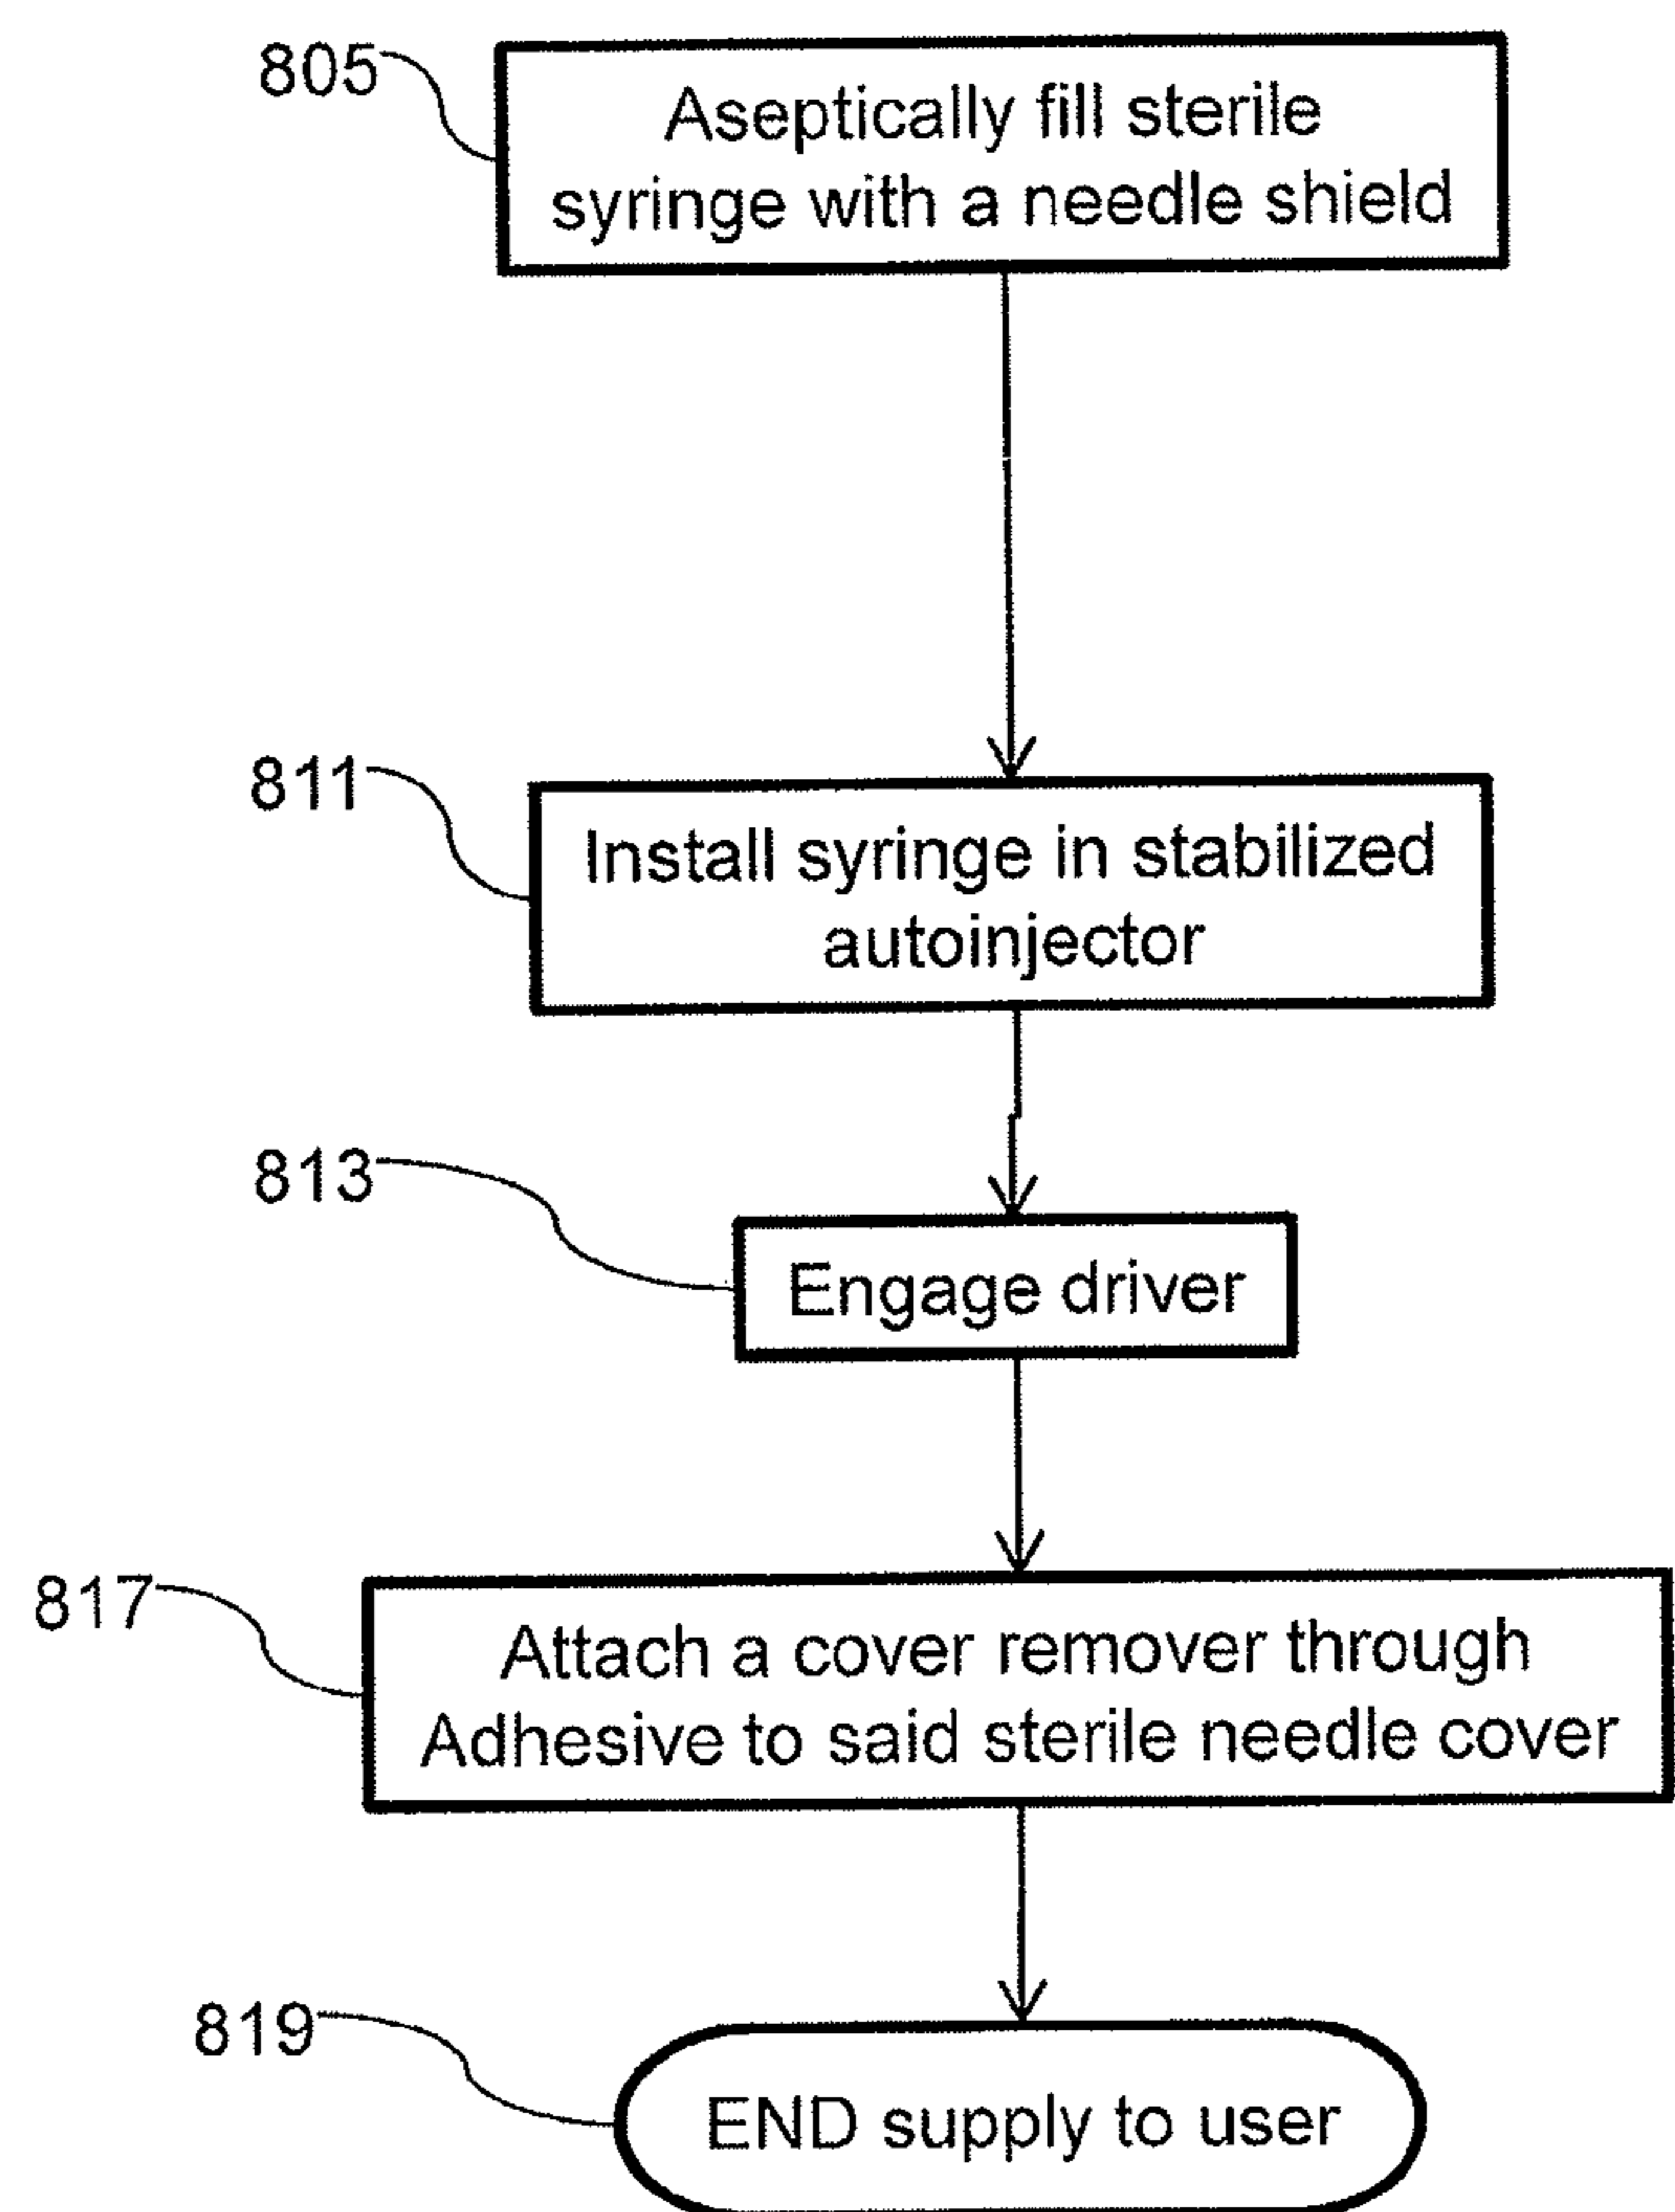 805
Aseptically fill sterile
syringe with a needle shield
811
Install syringe in stabilized
autoinjector
813
Engage driver
817
Attach a cover remover through
Adhesive to said sterile needle cover
819
END supply to user